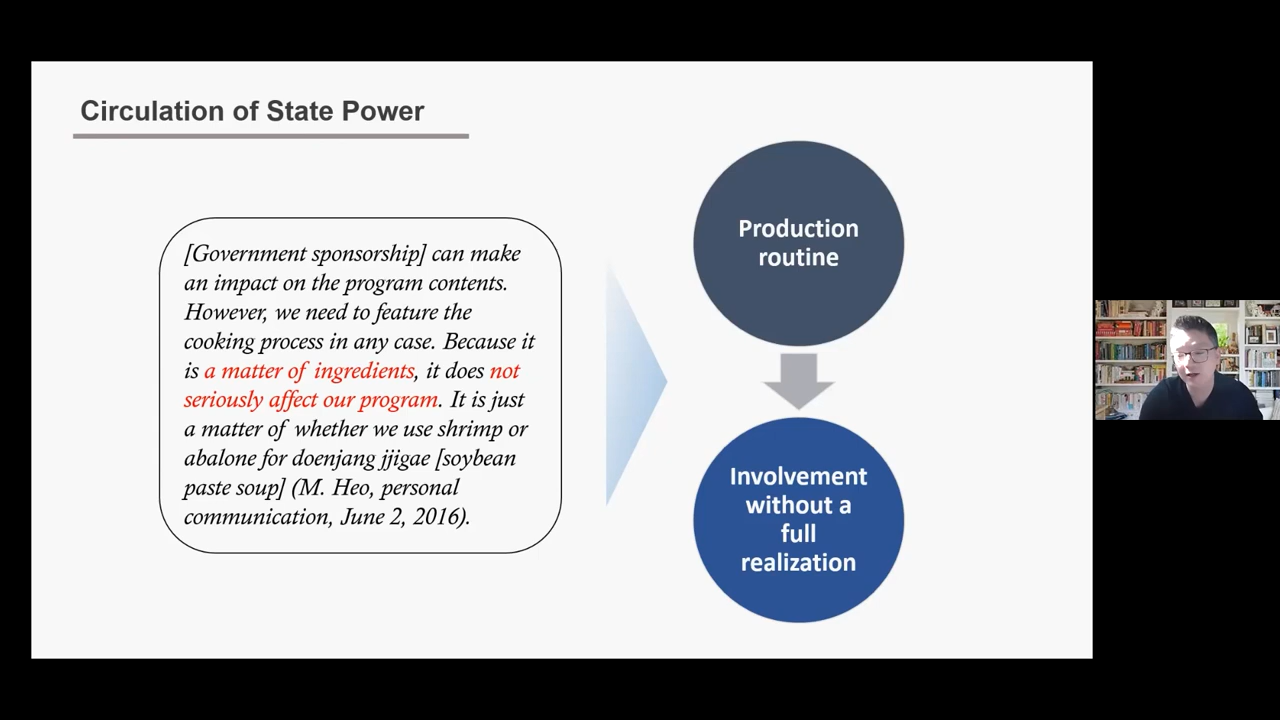 Circulation of State Power
[Government sponsorship] can make
an impact on the program contents.
However, we need to feature the
cooking process in any case. Because it
is a matter of ingredients, it does not
seriously affect our program. It is just
a matter of whether we use shrimp or
abalone for doenjang jjigae [soybean
paste soup] (M. Heo, personal
communication, June 2, 2016).
Production
routine
Involvement
without a
full
realization